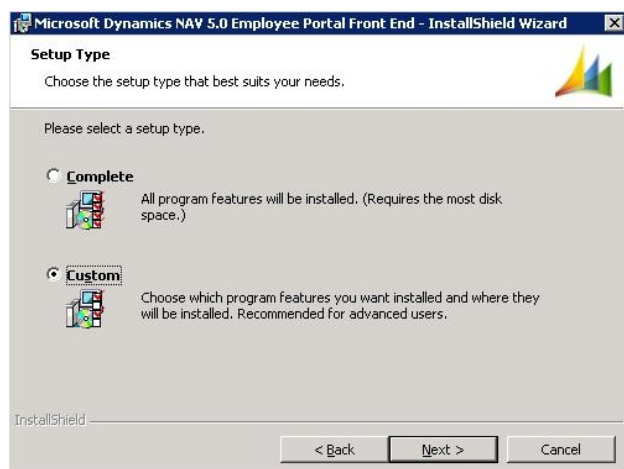 Microsoft Dynamics NAV 5.0 Employee Portal Front End - InstallShield Wizard
Setup Type
Choose the setup type that best suits your needs.
Please select a setup type.
Complete
All program features will be installed. (Requires the most disk
space.)
Custom
Choose which program features you want installed and where they
will be installed. Recommended for advanced users.
InstallShield
< Back
Next >
Cancel